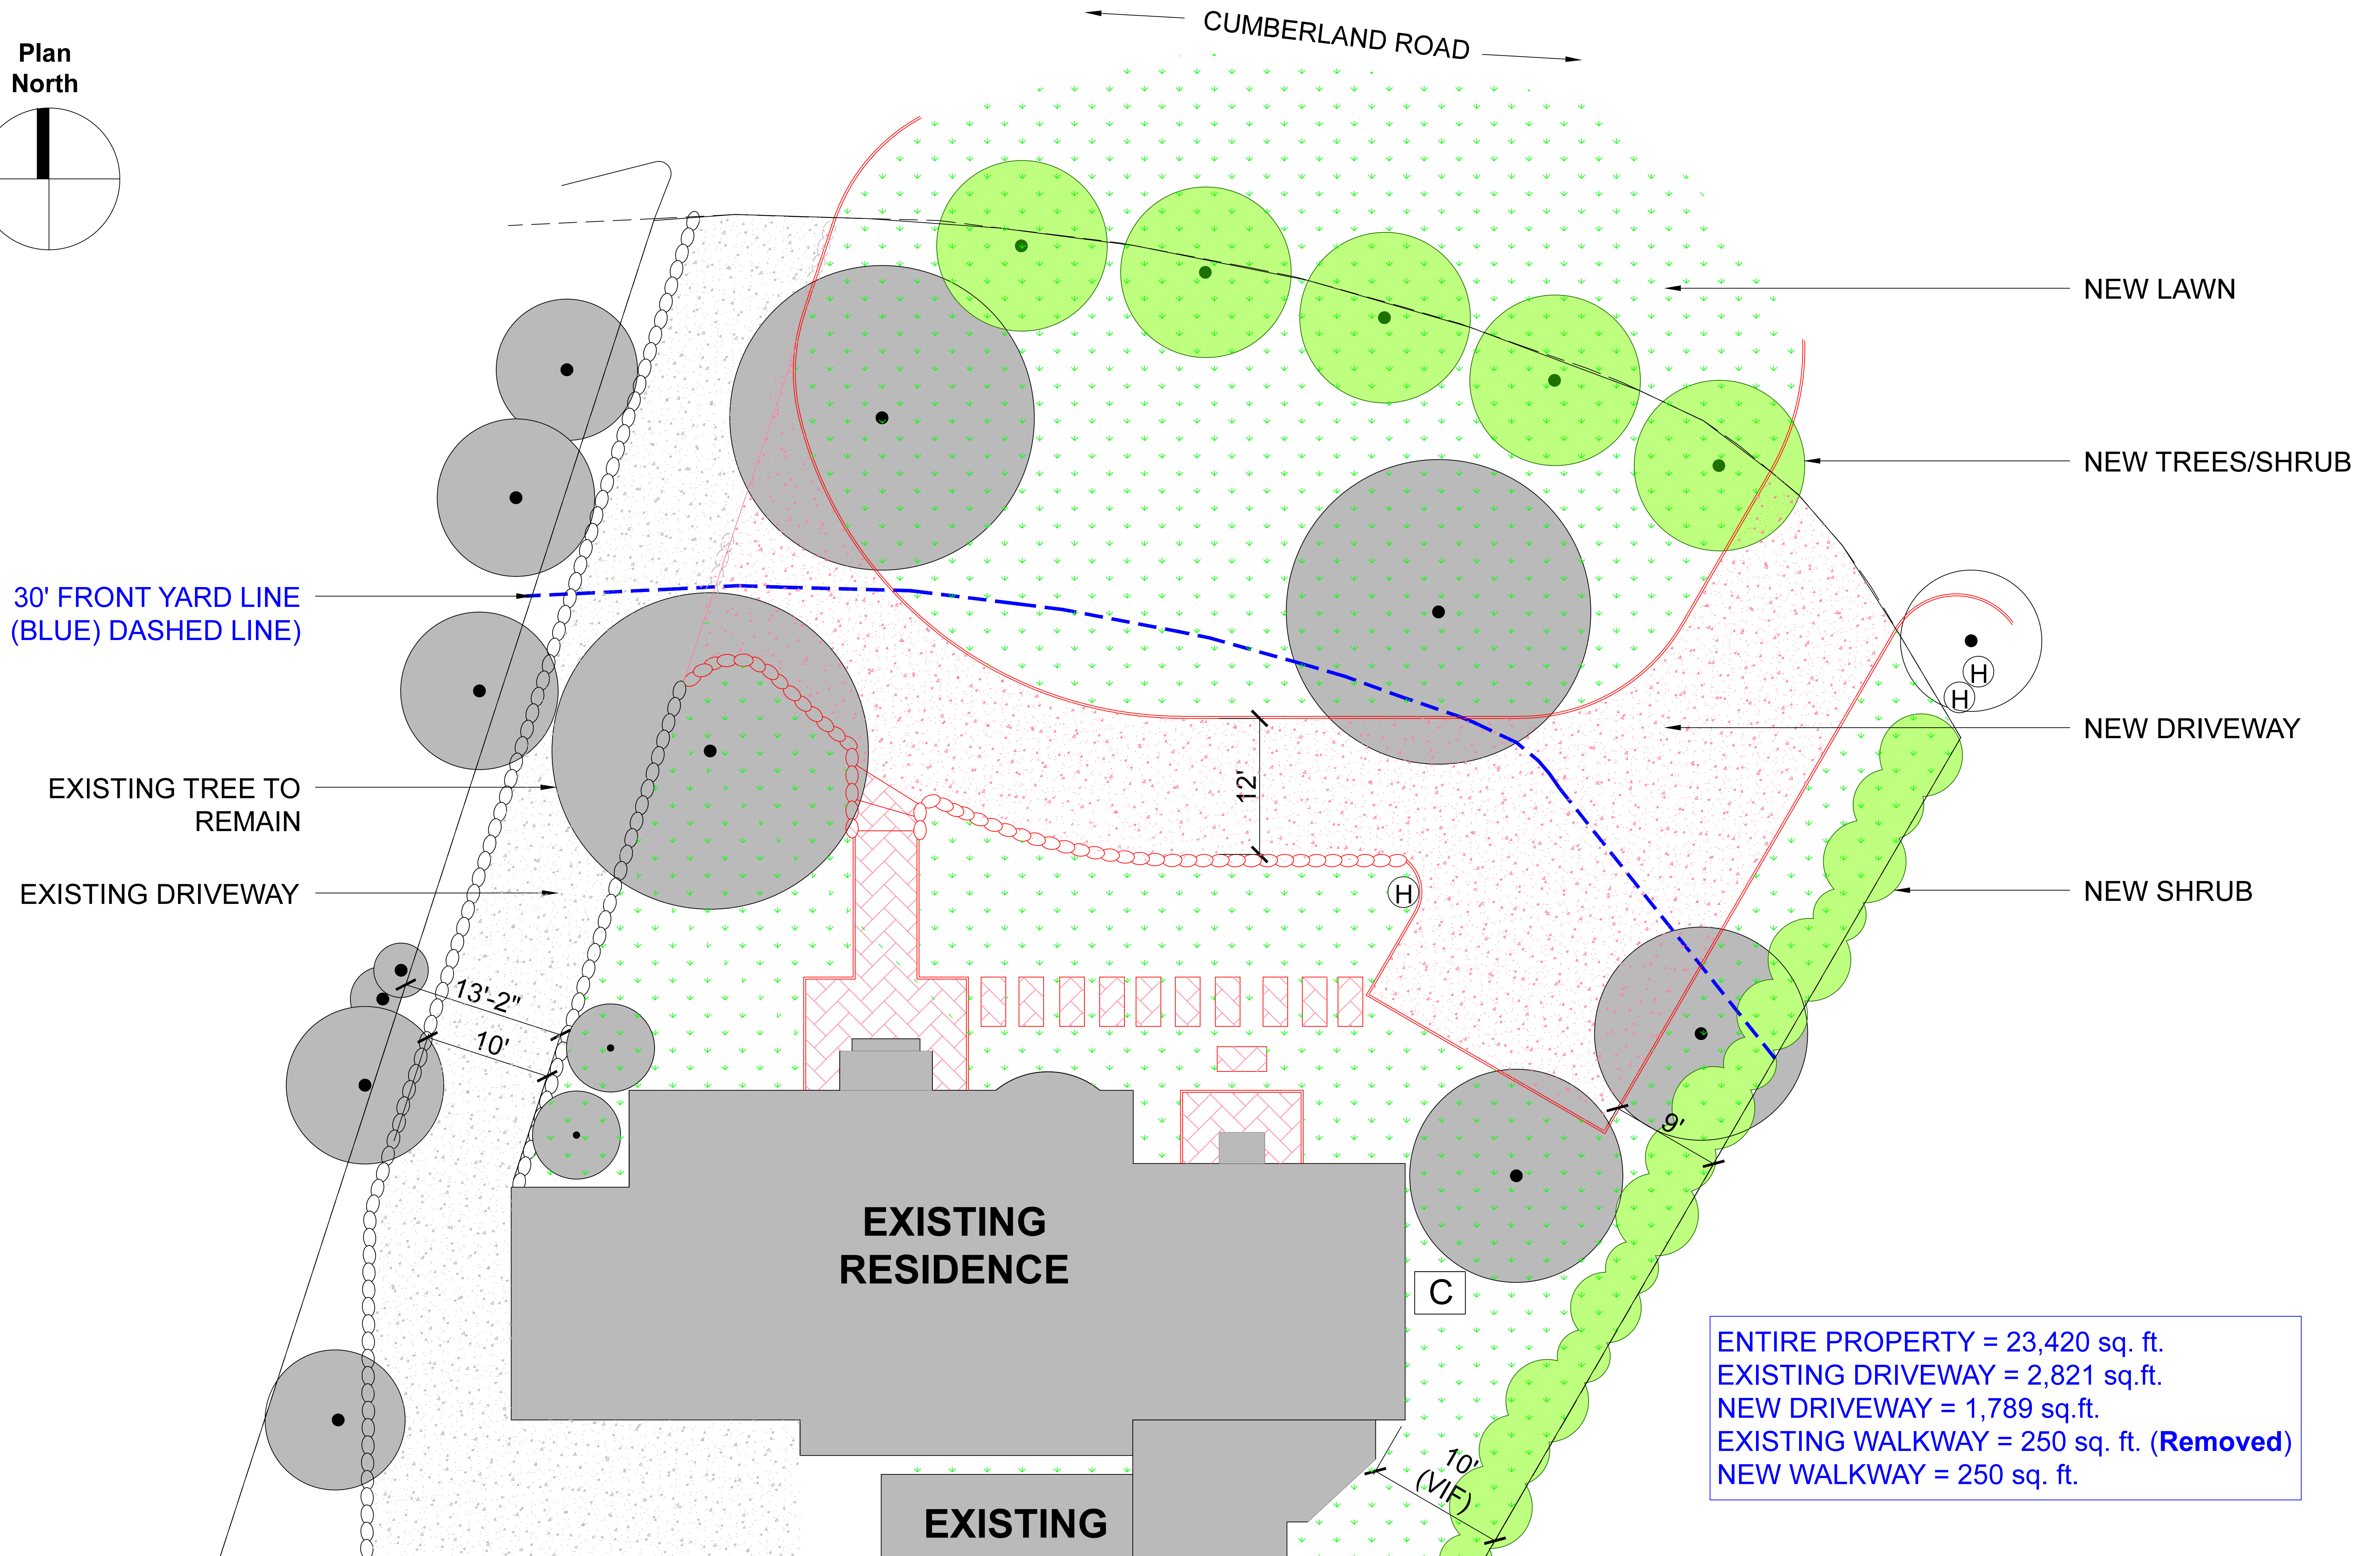 CUMBERLAND ROAD
Plan
North
NEW LAWN
NEW TREES/SHRUB
30' FRONT YARD LINE
(BLUE) DASHED LINE)
H
H
NEW DRIVEWAY
12'
EXISTING TREE TO
REMAIN
EXISTING DRIVEWAY
H
NEW SHRUB
13'-2"
10'
9'
EXISTING
RESIDENCE
C
ENTIRE PROPERTY = 23,420 sq. ft.
EXISTING DRIVEWAY = 2,821 sq.ft.
NEW DRIVEWAY = 1,789 sq.ft.
EXISTING WALKWAY = 250 sq. ft. (Removed)
NEW WALKWAY = 250 sq. ft.
10'
(VIF)
EXISTING